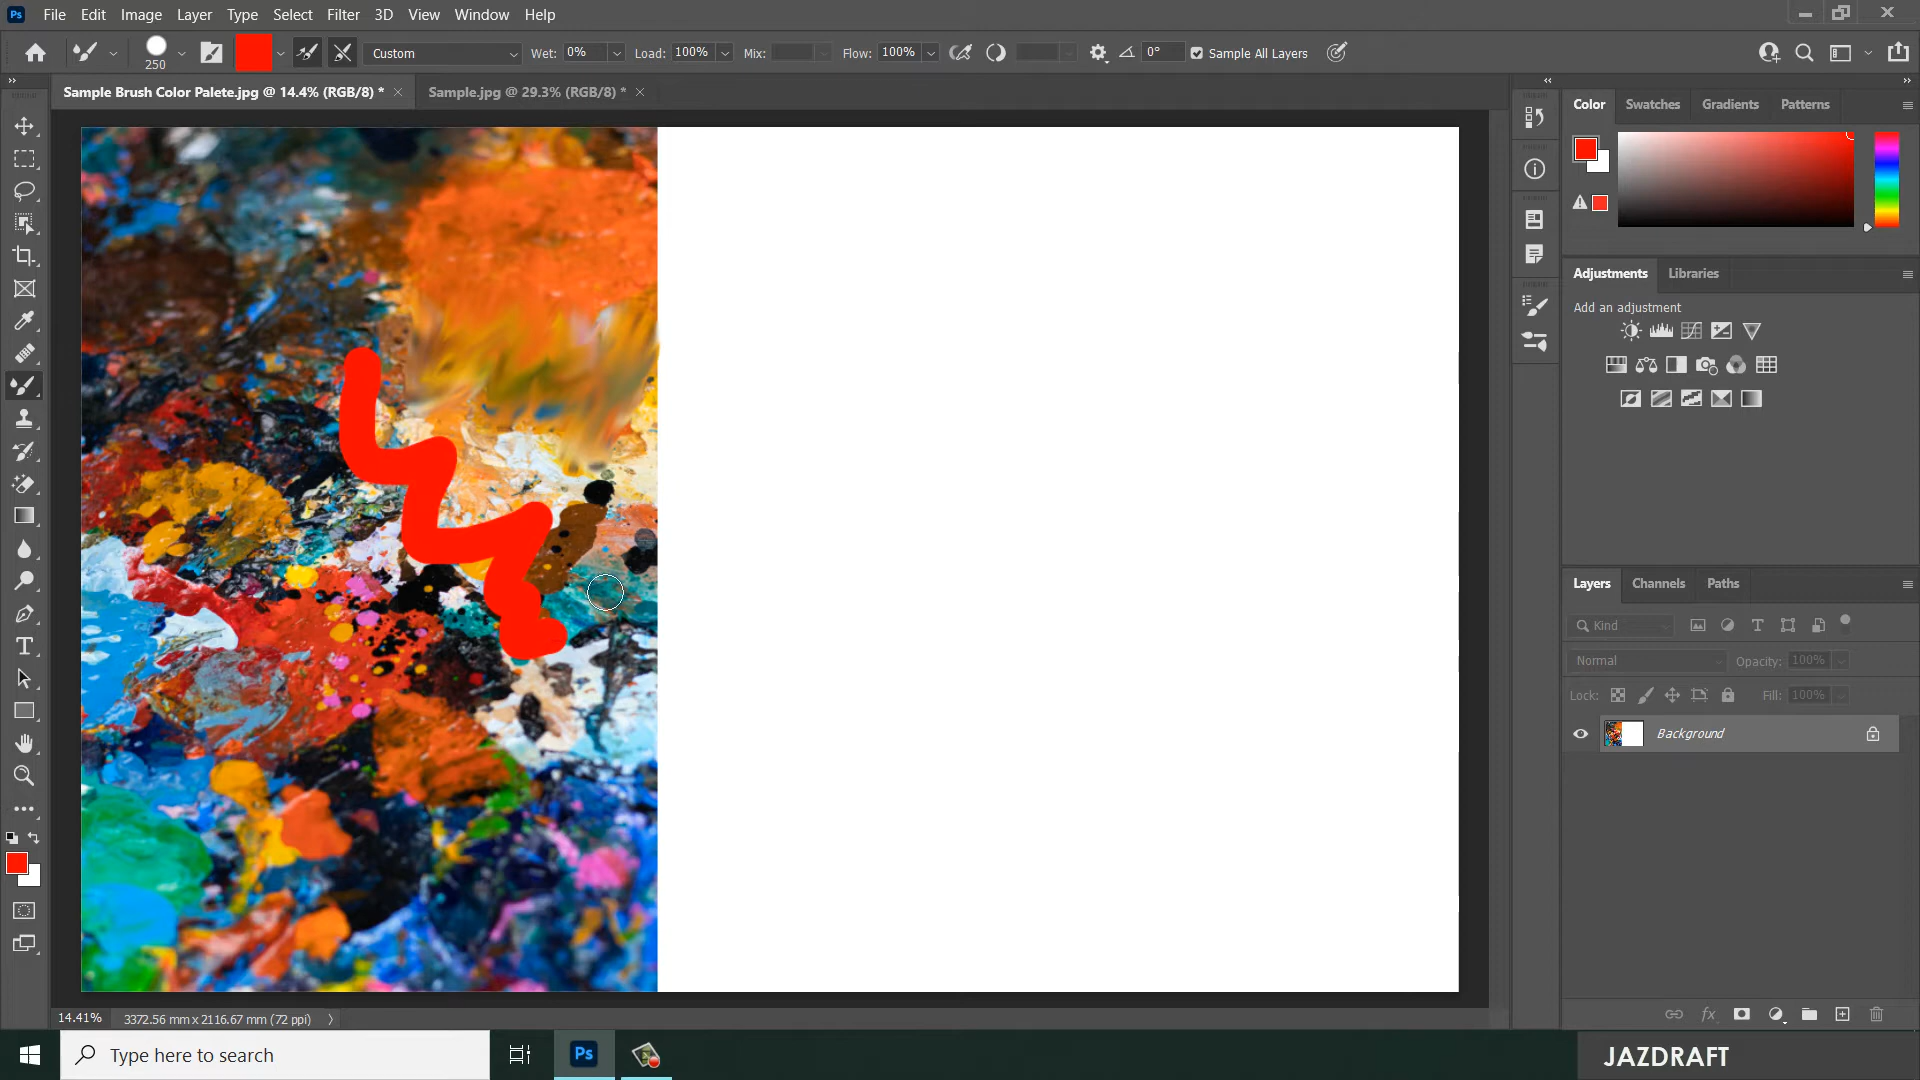 Ps File Edit Image Layer Type Select Filter 3D View Window Help
250 Custom Wet: 0% Load: 100% Mix: Flow: 100% 0° Sample All Layers
Sample Brush Color Palete.jpg @ 14.4% (RGB/8) * Sample.jpg @ 29.3% (RGB/8) *
Color Swatches Gradients Patterns
Adjustments Libraries
Add an adjustment
Layers Channels Paths
Kind
Normal Opacity: 100%
Lock: Fill: 100%
Background
14.41% 3372.56 mm x 2116.67 mm (72 ppi)
Type here to search Ps
JAZDRAFT